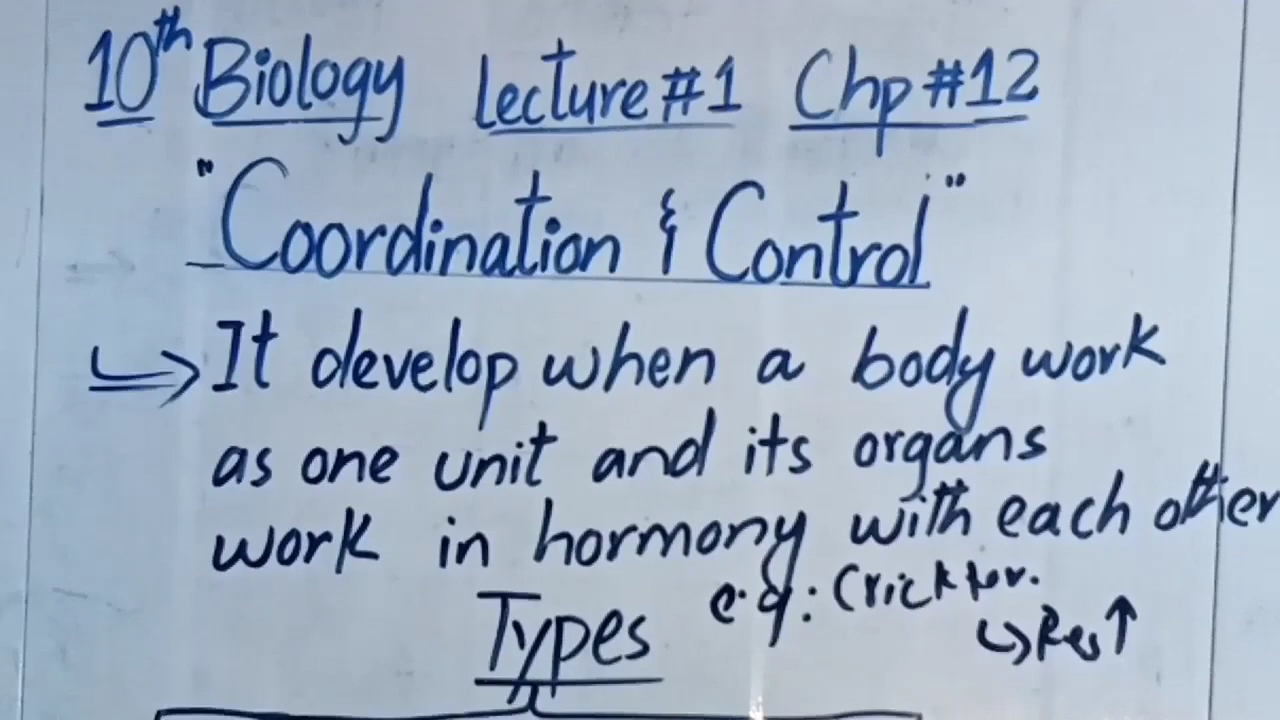 10th Biology Lecture #1 Chp #12
"Coordination & Control"
It develop when a body work
as one unit and its organs
work in hormony with each other
e.g: Crickter.
Res↑
Types